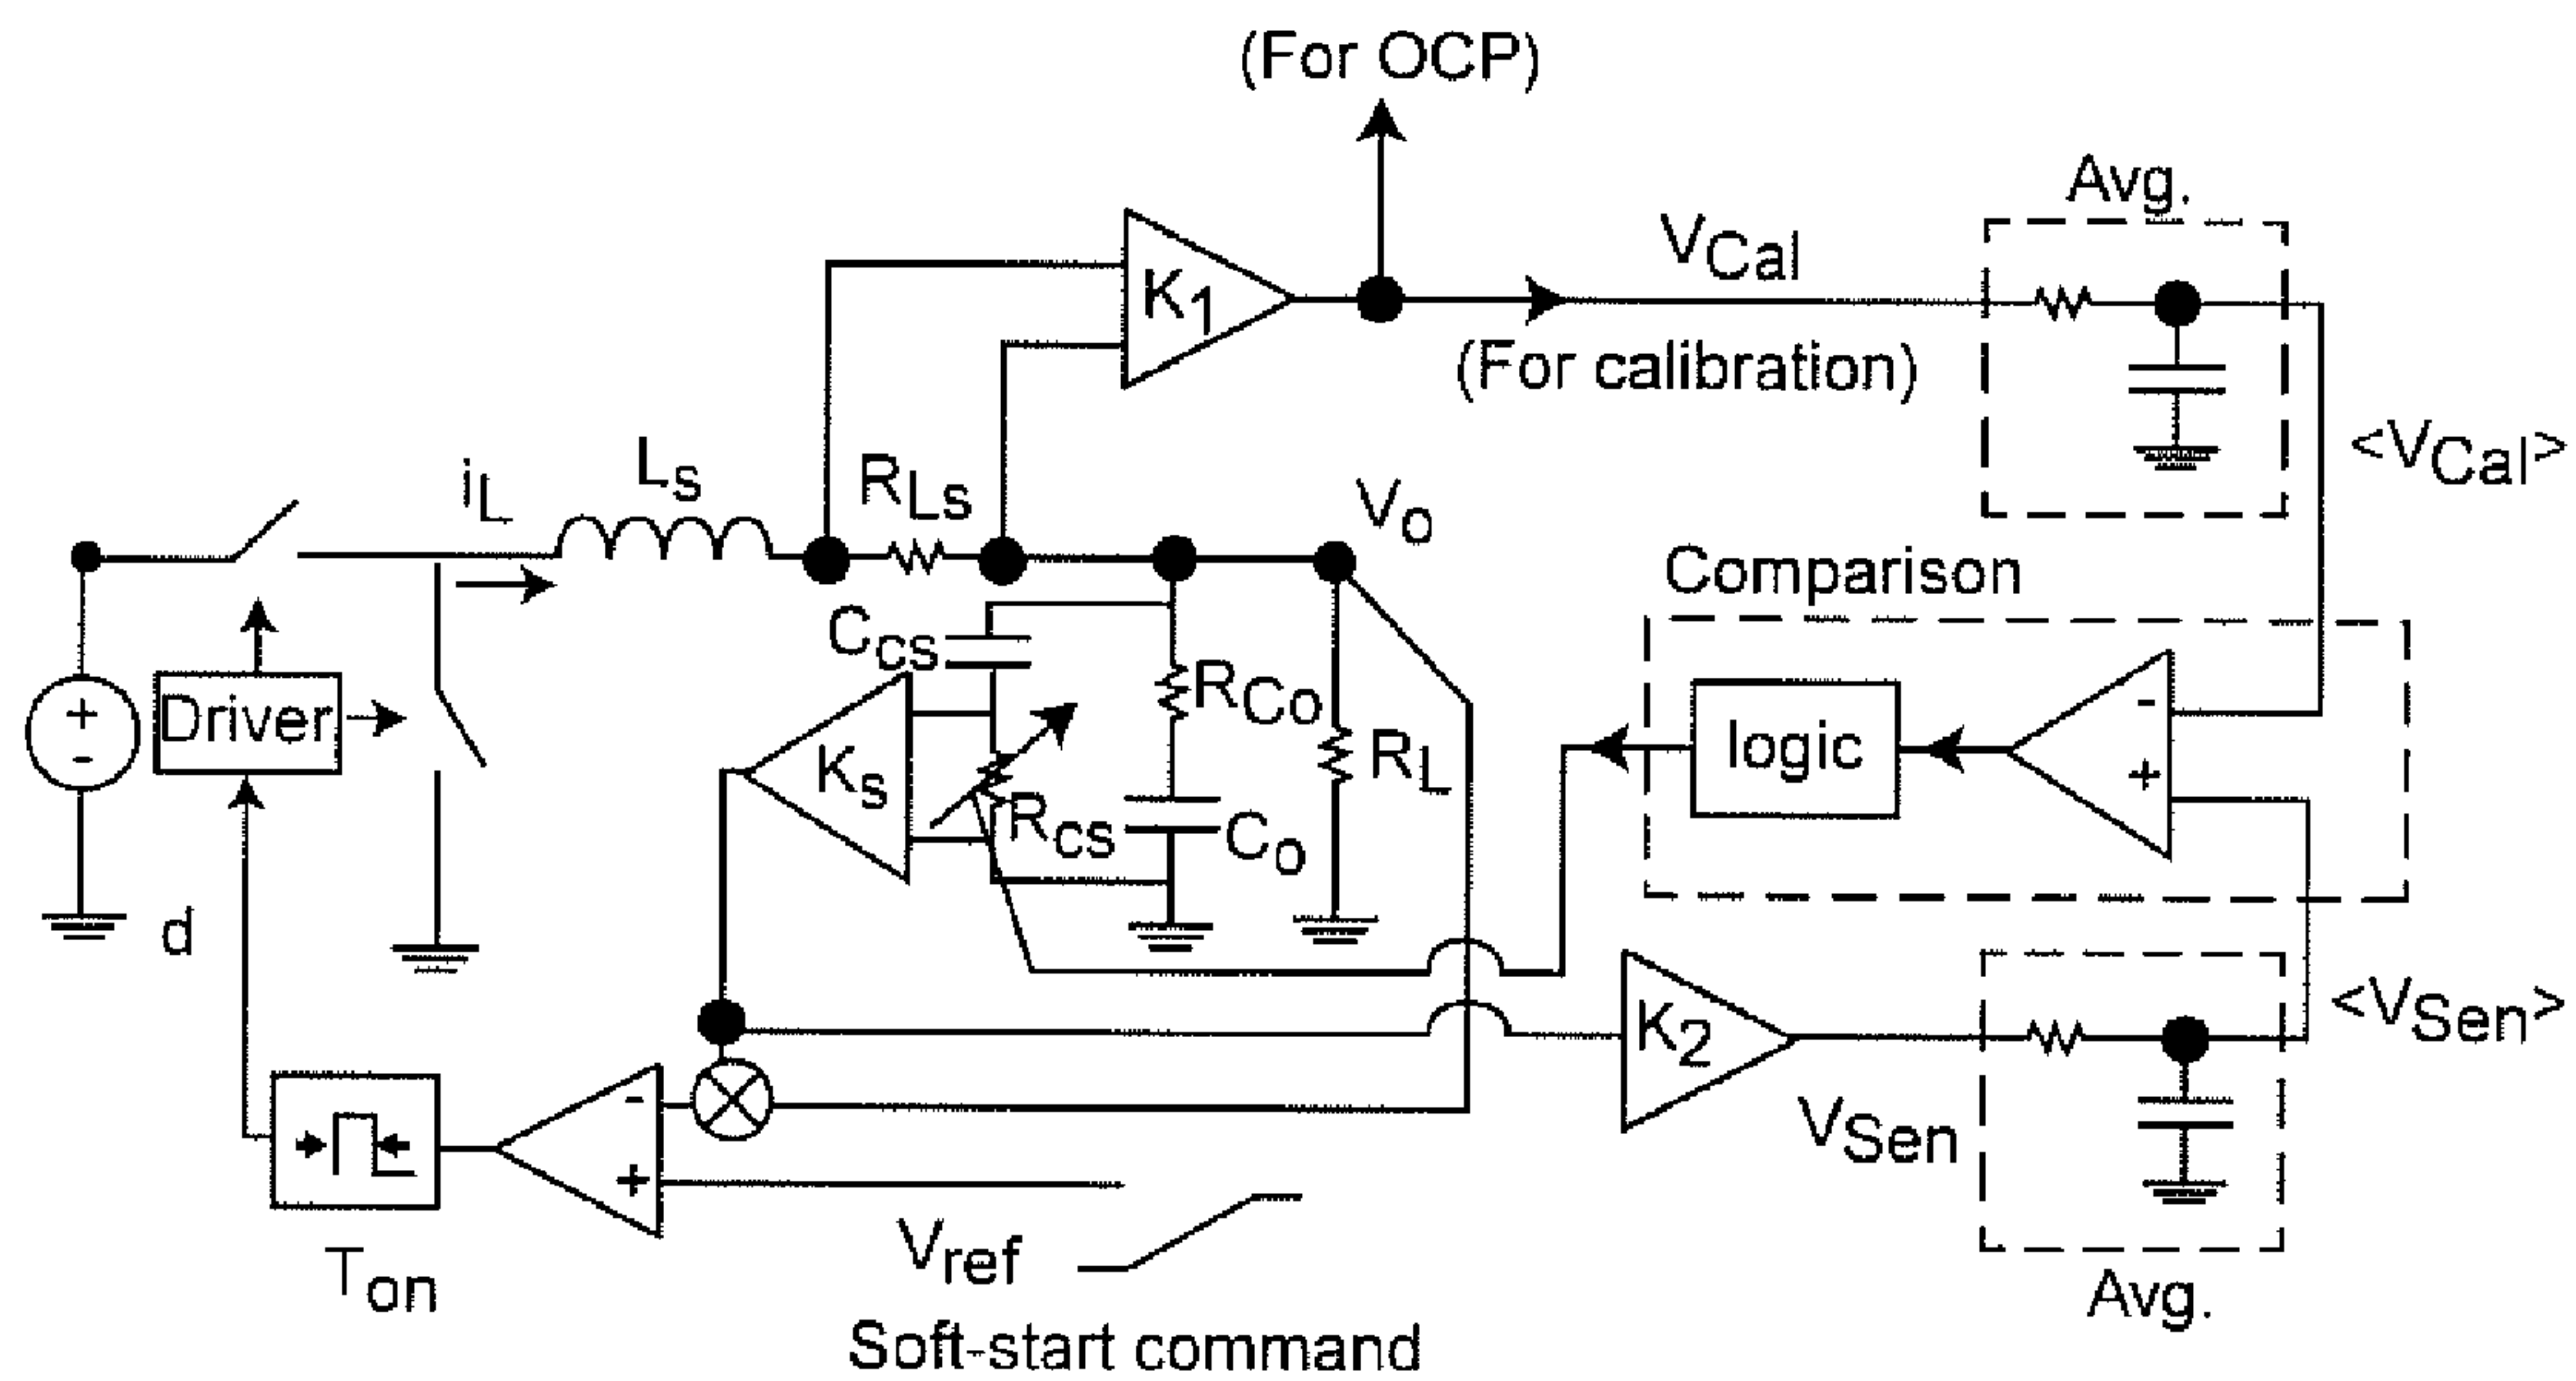 (For OCP)
Avg.
VCal
K1
(For calibration)
<VCal>
iL
Ls
RLs
Vo
Comparison
Ccs
RCo
+
-
Driver
Ks
RL
logic
-
+
Rcs
Co
d
K2
<VSen>
-
+
VSen
Vref
Ton
Avg.
Soft-start command